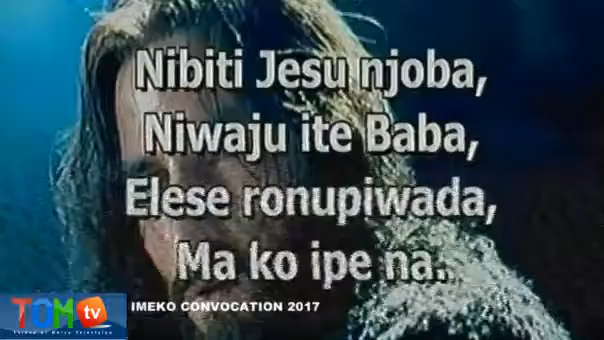 Nibiti Jesu njoba,
Niwaju ite Baba,
Elese ronupiwada,
Ma ko ipe na.
IMEKO CONVOCATION 2017
TOM tv